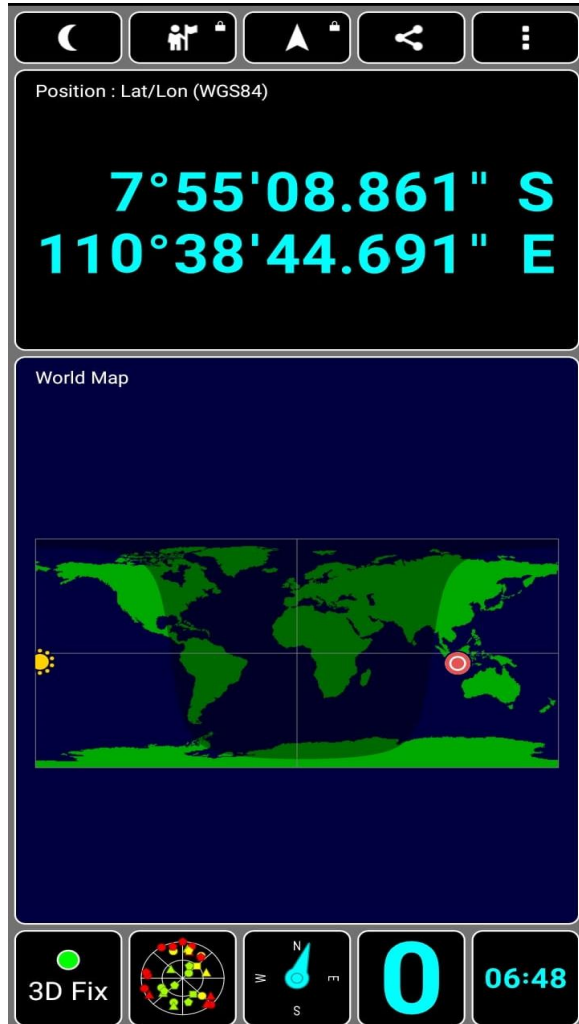 Position : Lat/Lon (WGS84)
7°55'08.861" S
110°38'44.691" E
World Map
3D Fix
N
W
E
S
0
06:48